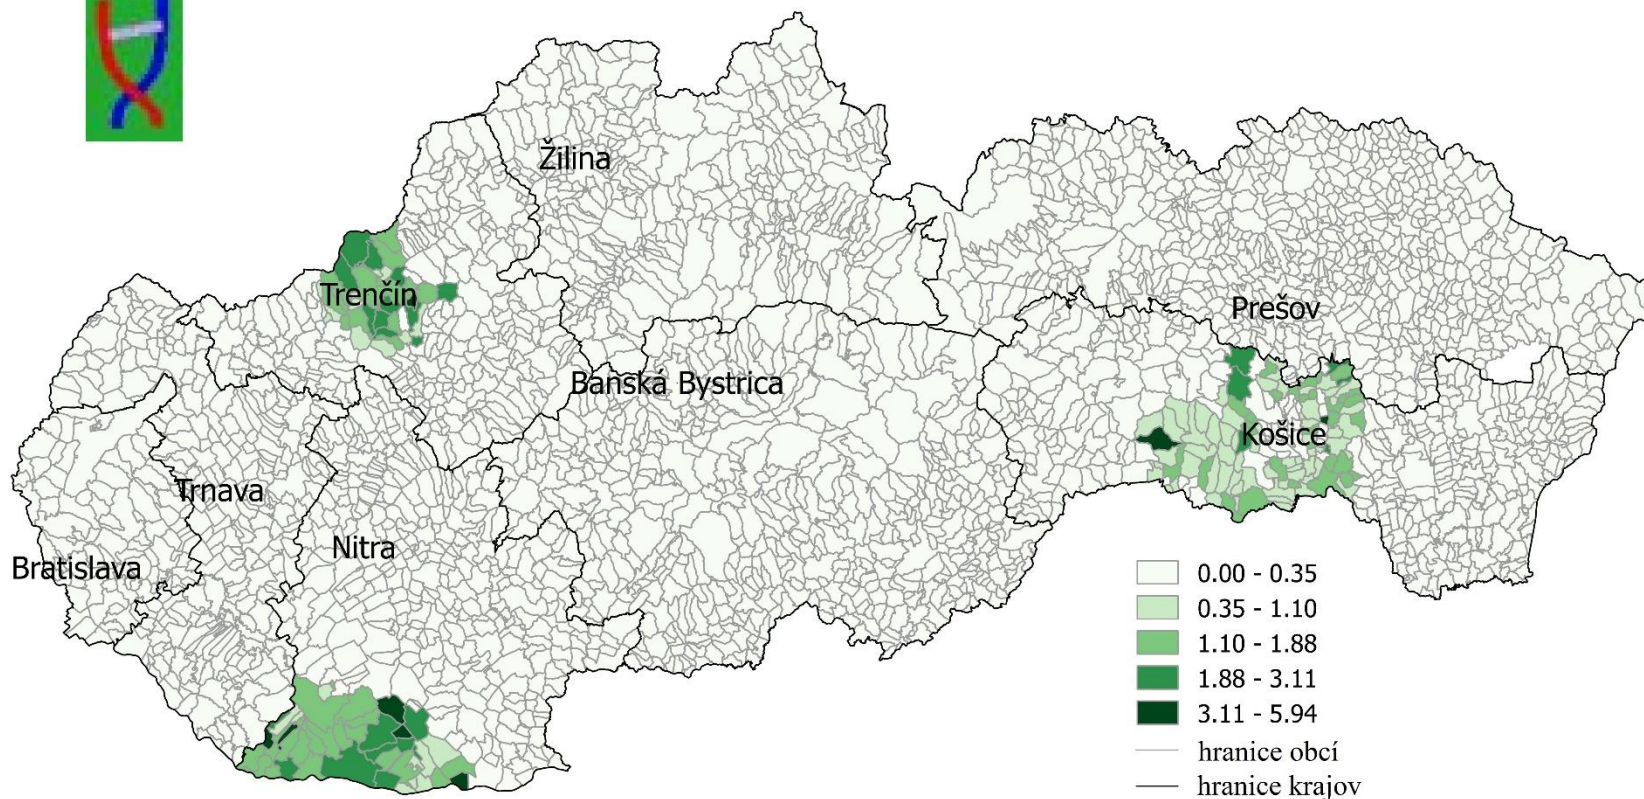 Žilina
Trenčín
Prešov
Banská Bystrica
Košice
Trnava
Nitra
Bratislava
0.00 - 0.35
0.35 - 1.10
1.10 - 1.88
1.88 - 3.11
3.11 - 5.94
hranice obcí
hranice krajov